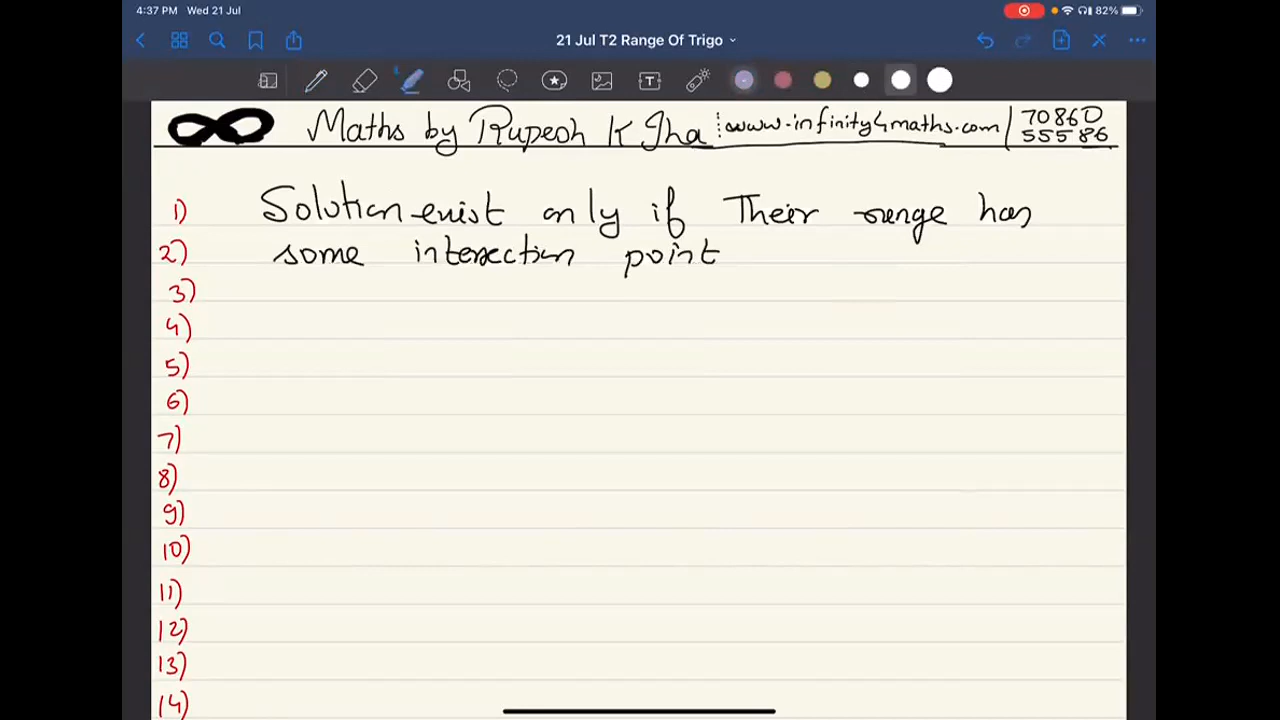 4:37 PM Wed 21 Jul
82%
21 Jul T2 Range Of Trigo
T
Maths by Rupesh K Jha www.infinity4maths.com 70860
55586
1) Solution exist only if Their range has
2) some intersection point
3)
4)
5)
6)
7)
8)
9)
10)
11)
12)
13)
14)